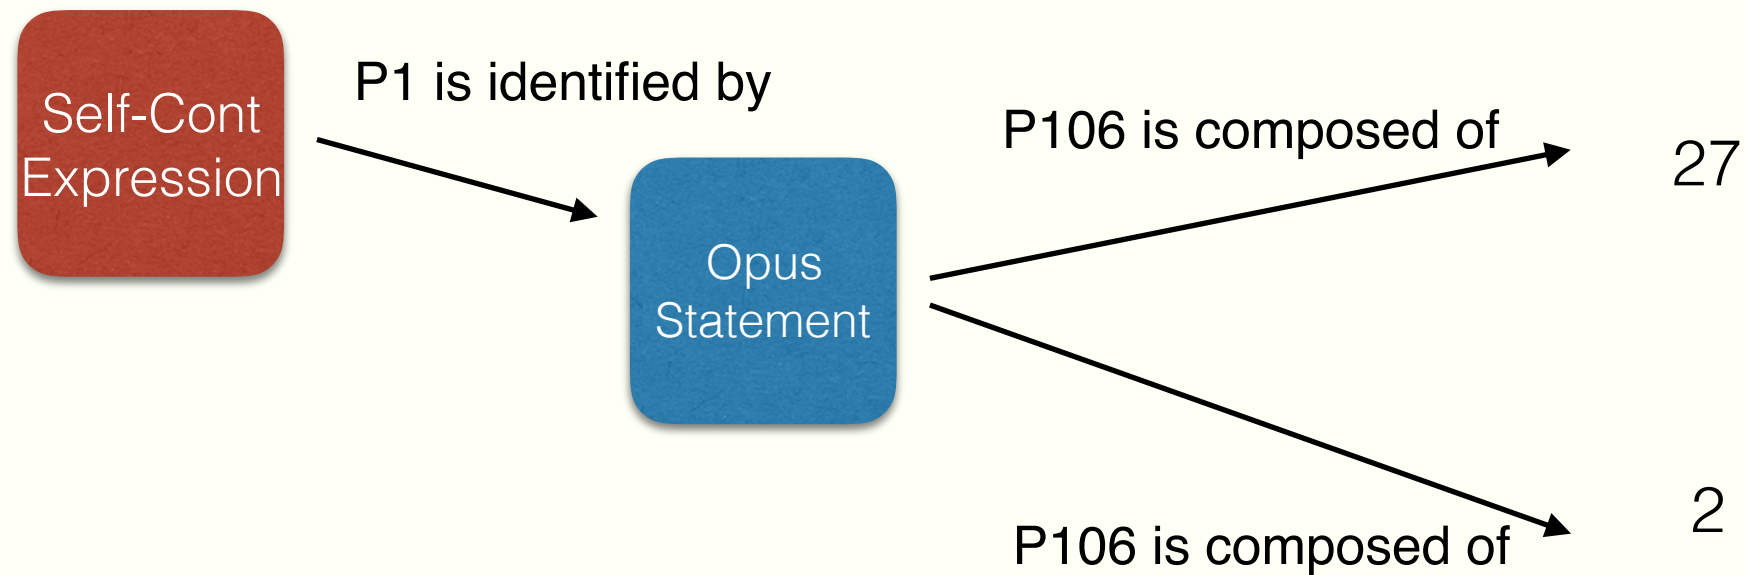 Self-Cont
Expression
P1 is identified by
P106 is composed of
27
Opus
Statement
2
P106 is composed of